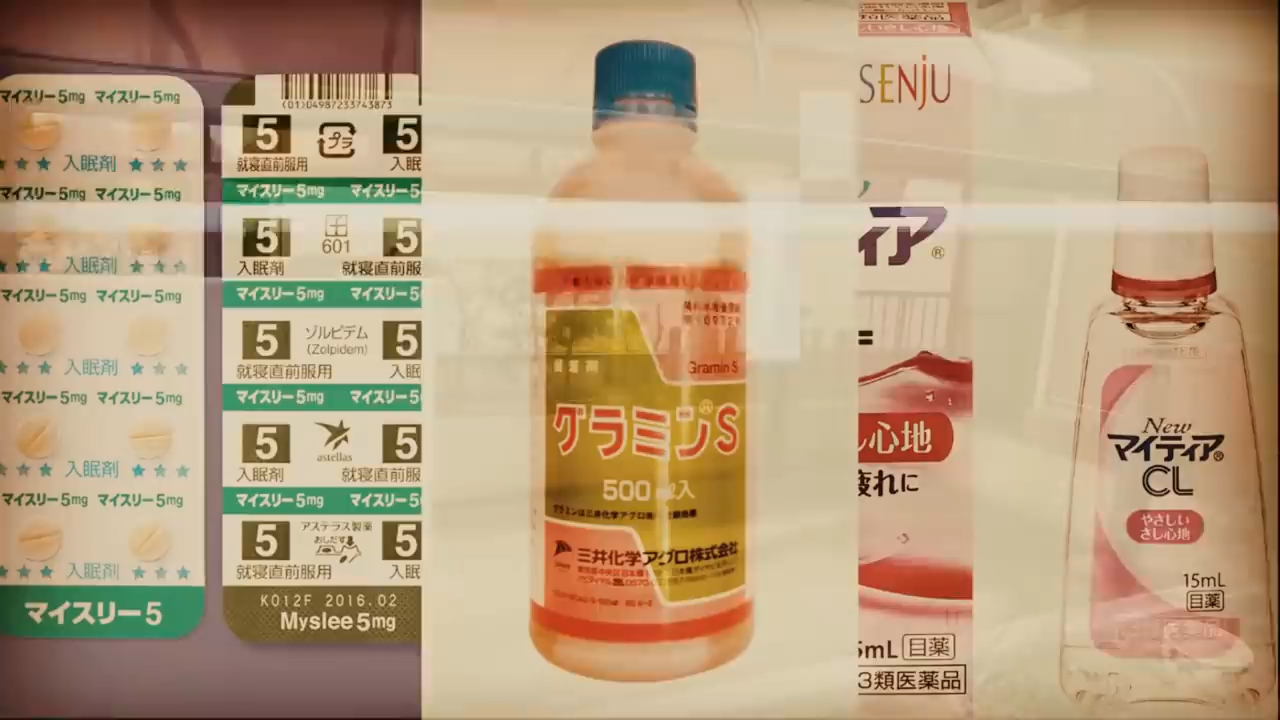 マイスリー5mg マイスリー5mg
入眠剤
マイスリー5mg マイスリー5mg
入眠剤
マイスリー5mg マイスリー5mg
入眠剤
マイスリー5mg マイスリー5mg
入眠剤
マイスリー5mg マイスリー5mg
入眠剤
マイスリー5
(01)04987233743873
5 プラ 5
就寝直前服用 入眠
マイスリー5mg マイスリー5
5 601 5
入眠剤 就寝直前服
マイスリー5mg マイスリー5
5 ゾルピデム 5
(Zolpidem)
就寝直前服用 入眠
マイスリー5mg マイスリー5
5 astellas 5
入眠剤 就寝直前服
マイスリー5mg マイスリー5
5 アステラス製薬 5
おしだす
就寝直前服用 入眠
K012F 2016.02
Myslee5mg
Gramin S
グラミン®S
500 入
三井化学アグロ株式会社
SENJU
ィア®
心地
疲れに
5mL 目薬
3類医薬品
New
マイティア®
CL
やさしい
さし心地
15mL
目薬